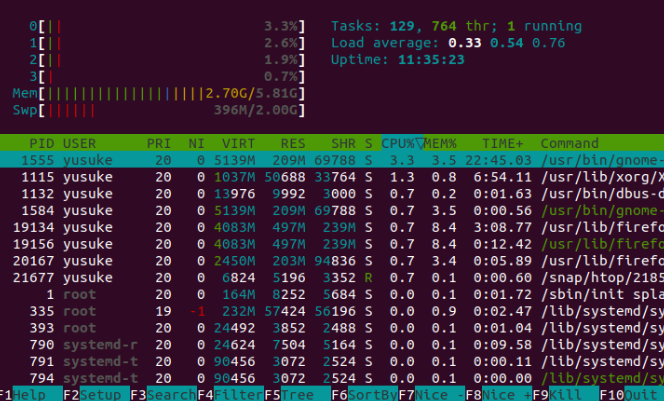 0[|| 3.3%] Tasks: 129, 764 thr; 1 running
1[|| 2.6%] Load average: 0.33 0.54 0.76
2[|| 1.9%] Uptime: 11:35:23
3[| 0.7%]
Mem[||||||||||||||||||||2.70G/5.81G]
Swp[|||||| 396M/2.00G]
PID USER PRI NI VIRT RES SHR S CPU%▽MEM% TIME+ Command
1555 yusuke 20 0 5139M 209M 69788 S 3.3 3.5 22:45.03 /usr/bin/gnome-
1115 yusuke 20 0 1037M 50688 33764 S 1.3 0.8 6:54.11 /usr/lib/xorg/X
1132 yusuke 20 0 13976 9992 3000 S 0.7 0.2 0:01.63 /usr/bin/dbus-d
1584 yusuke 20 0 5139M 209M 69788 S 0.7 3.5 0:00.56 /usr/bin/gnome-
19134 yusuke 20 0 4083M 497M 239M S 0.7 8.4 3:08.77 /usr/lib/firefo
19156 yusuke 20 0 4083M 497M 239M S 0.7 8.4 0:12.42 /usr/lib/firefo
20167 yusuke 20 0 2450M 203M 94836 S 0.7 3.4 0:05.89 /usr/lib/firefo
21677 yusuke 20 0 6824 5196 3352 R 0.7 0.1 0:00.60 /snap/htop/2185
1 root 20 0 164M 8252 5684 S 0.0 0.1 0:01.72 /sbin/init spla
335 root 19 -1 232M 57424 56196 S 0.0 0.9 0:02.47 /lib/systemd/sy
393 root 20 0 24492 3852 2488 S 0.0 0.1 0:01.04 /lib/systemd/sy
790 systemd-r 20 0 24624 7504 5164 S 0.0 0.1 0:09.58 /lib/systemd/sy
791 systemd-t 20 0 90456 3072 2524 S 0.0 0.1 0:00.11 /lib/systemd/sy
794 systemd-t 20 0 90456 3072 2524 S 0.0 0.1 0:00.00 /lib/systemd/sy
F1Help F2Setup F3SearchF4FilterF5Tree F6SortByF7Nice -F8Nice +F9Kill F10Quit